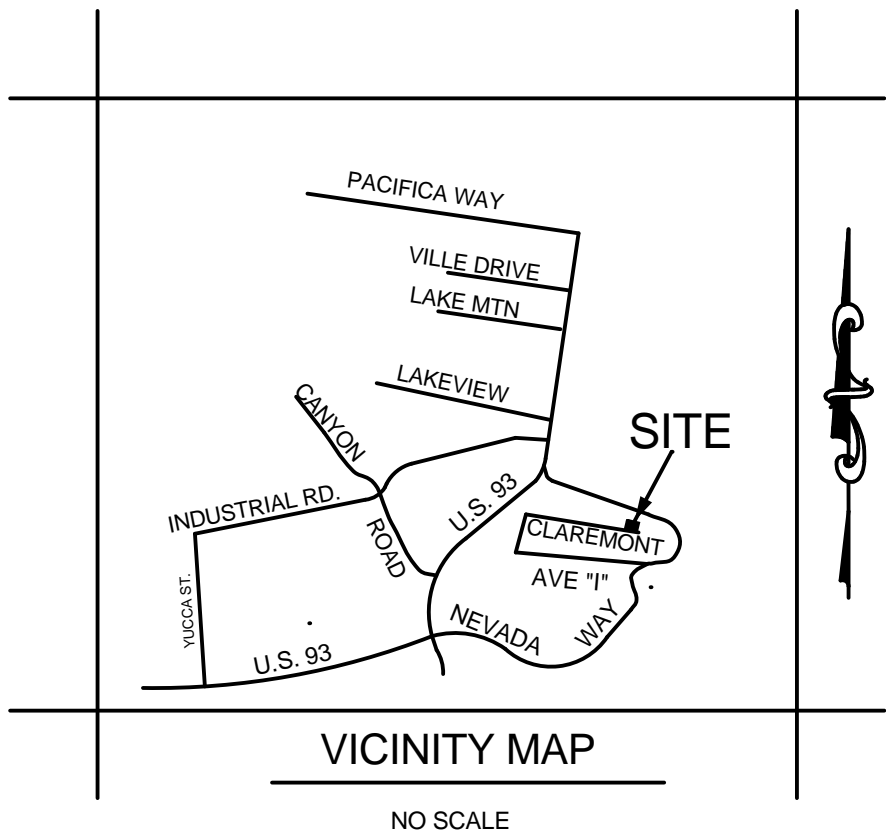 PACIFICA WAY
VILLE DRIVE
LAKE MTN
LAKEVIEW
CANYON
ROAD
SITE
U.S. 93
INDUSTRIAL RD.
CLAREMONT
AVE "I"
YUCCA ST.
NEVADA
WAY
U.S. 93
VICINITY MAP
NO SCALE